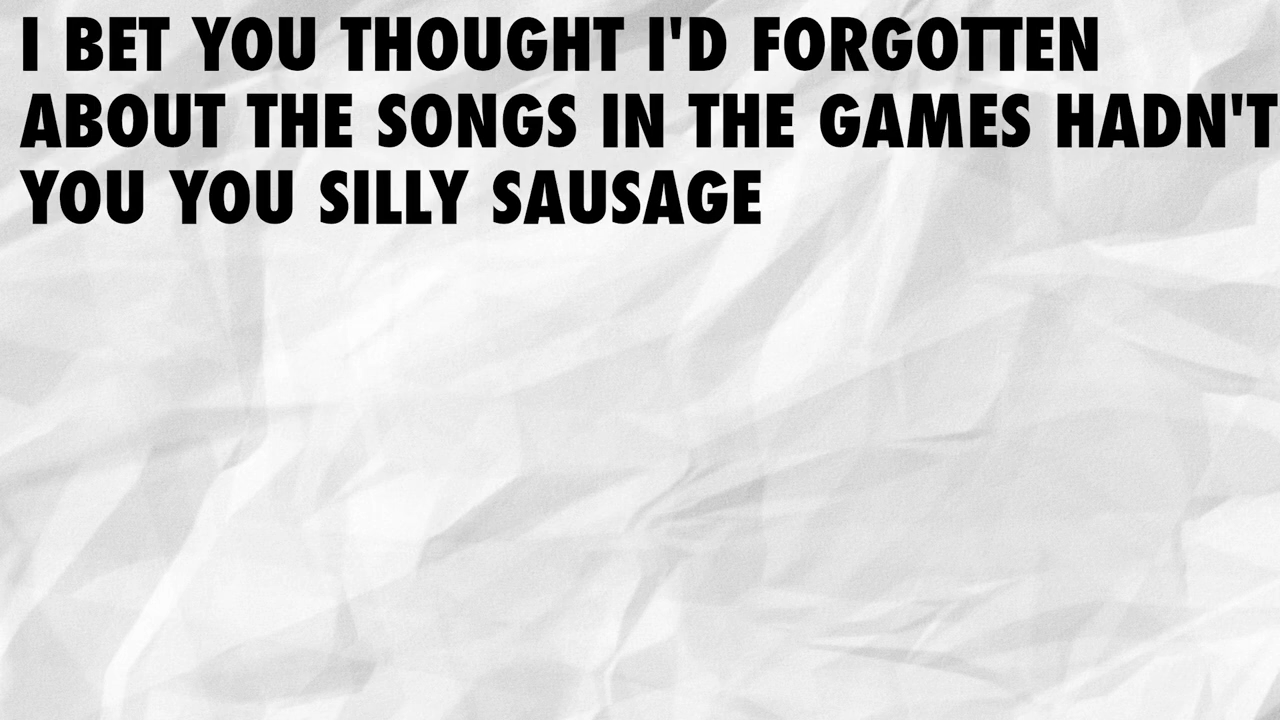 I BET YOU THOUGHT I'D FORGOTTEN
ABOUT THE SONGS IN THE GAMES HADN'T
YOU YOU SILLY SAUSAGE